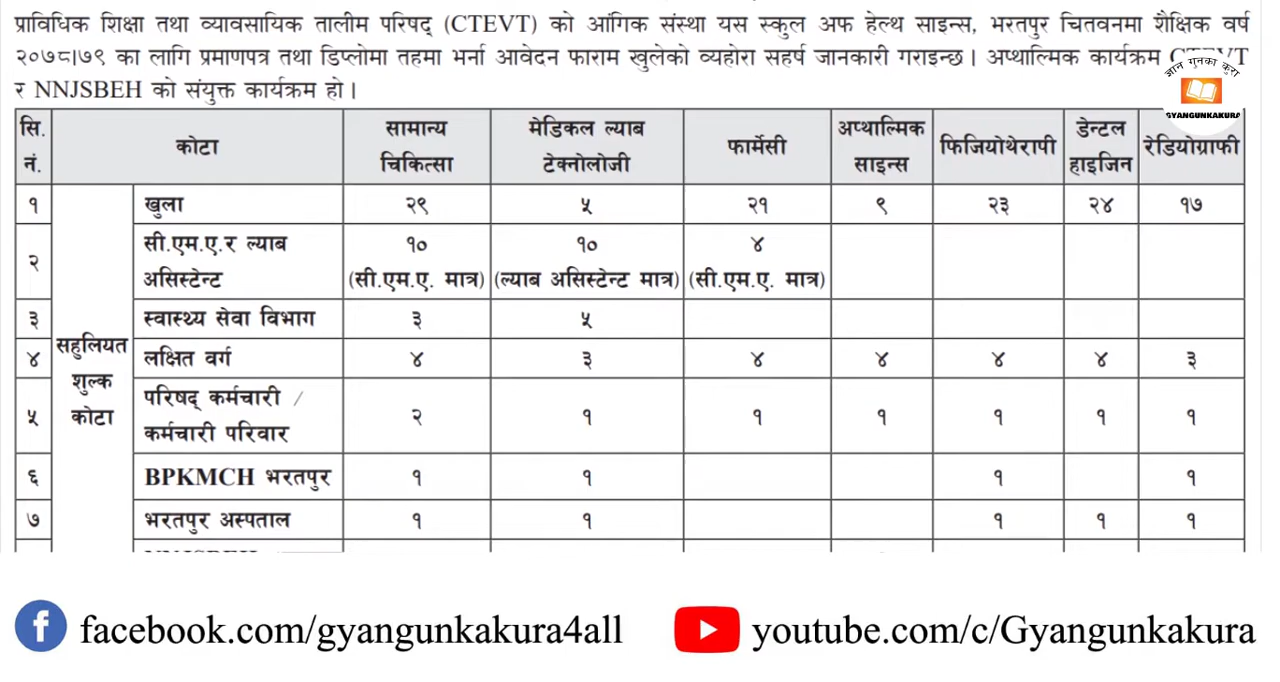 प्राविधिक शिक्षा तथा व्यावसायिक तालीम परिषद् (CTEVT) को आंगिक संस्था यस स्कुल अफ हेल्थ साइन्स, भरतपुर चितवनमा शैक्षिक वर्ष
२०७८।७९ का लागि प्रमाणपत्र तथा डिप्लोमा तहमा भर्ना आवेदन फाराम खुलेको व्यहोरा सहर्ष जानकारी गराइन्छ। अप्थाल्मिक कार्यक्रम CTEVT
र NNJSBEH को संयुक्त कार्यक्रम हो।
ज्ञान गुनका कुरा
GYANGUNKAKURA
सि. नं. कोटा सामान्य चिकित्सा मेडिकल ल्याब टेक्नोलोजी फार्मेसी अप्थाल्मिक साइन्स फिजियोथेरापी डेन्टल हाइजिन रेडियोग्राफी
सहुलियत शुल्क कोटा
१ खुला २९ ५ २१ ९ २३ २४ १७
२ सी.एम.ए.र ल्याब असिस्टेन्ट १० (सी.एम.ए. मात्र) १० (ल्याब असिस्टेन्ट मात्र) ४ (सी.एम.ए. मात्र)
३ स्वास्थ्य सेवा विभाग ३ ५
४ लक्षित वर्ग ४ ३ ४ ४ ४ ४ ३
५ परिषद् कर्मचारी / कर्मचारी परिवार २ १ १ १ १ १ १
६ BPKMCH भरतपुर १ १ १ १
७ भरतपुर अस्पताल १ १ १ १ १
facebook.com/gyangunkakura4all
youtube.com/c/Gyangunkakura